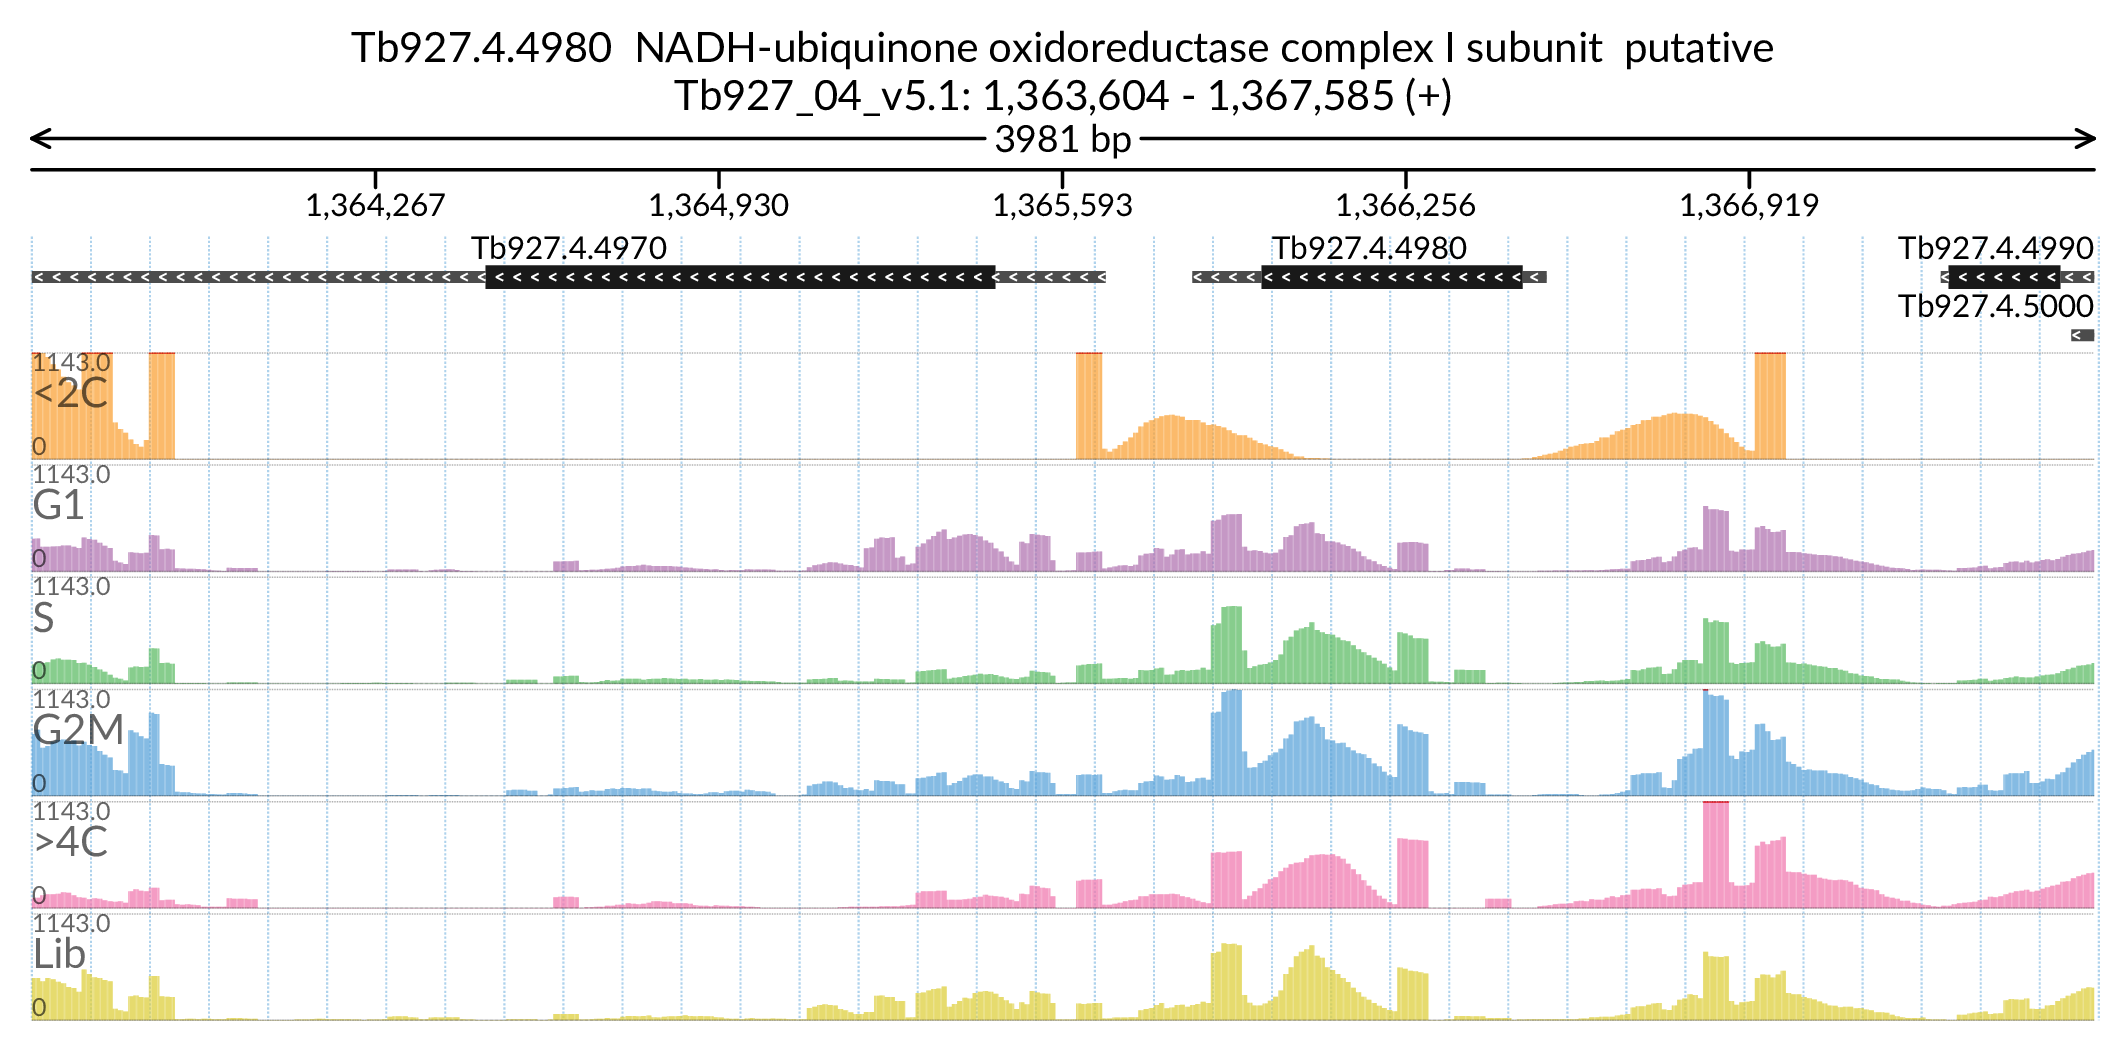 Tb927.4.4980  NADH-ubiquinone oxidoreductase complex I subunit  putative
Tb927_04_v5.1: 1,363,604 - 1,367,585 (+)
3981 bp
1,364,267 1,364,930 1,365,593 1,366,256 1,366,919
Tb927.4.4970 Tb927.4.4980 Tb927.4.4990
Tb927.4.5000
1143.0
<2C
0
1143.0
G1
0
1143.0
S
0
1143.0
G2M
0
1143.0
>4C
0
1143.0
Lib
0